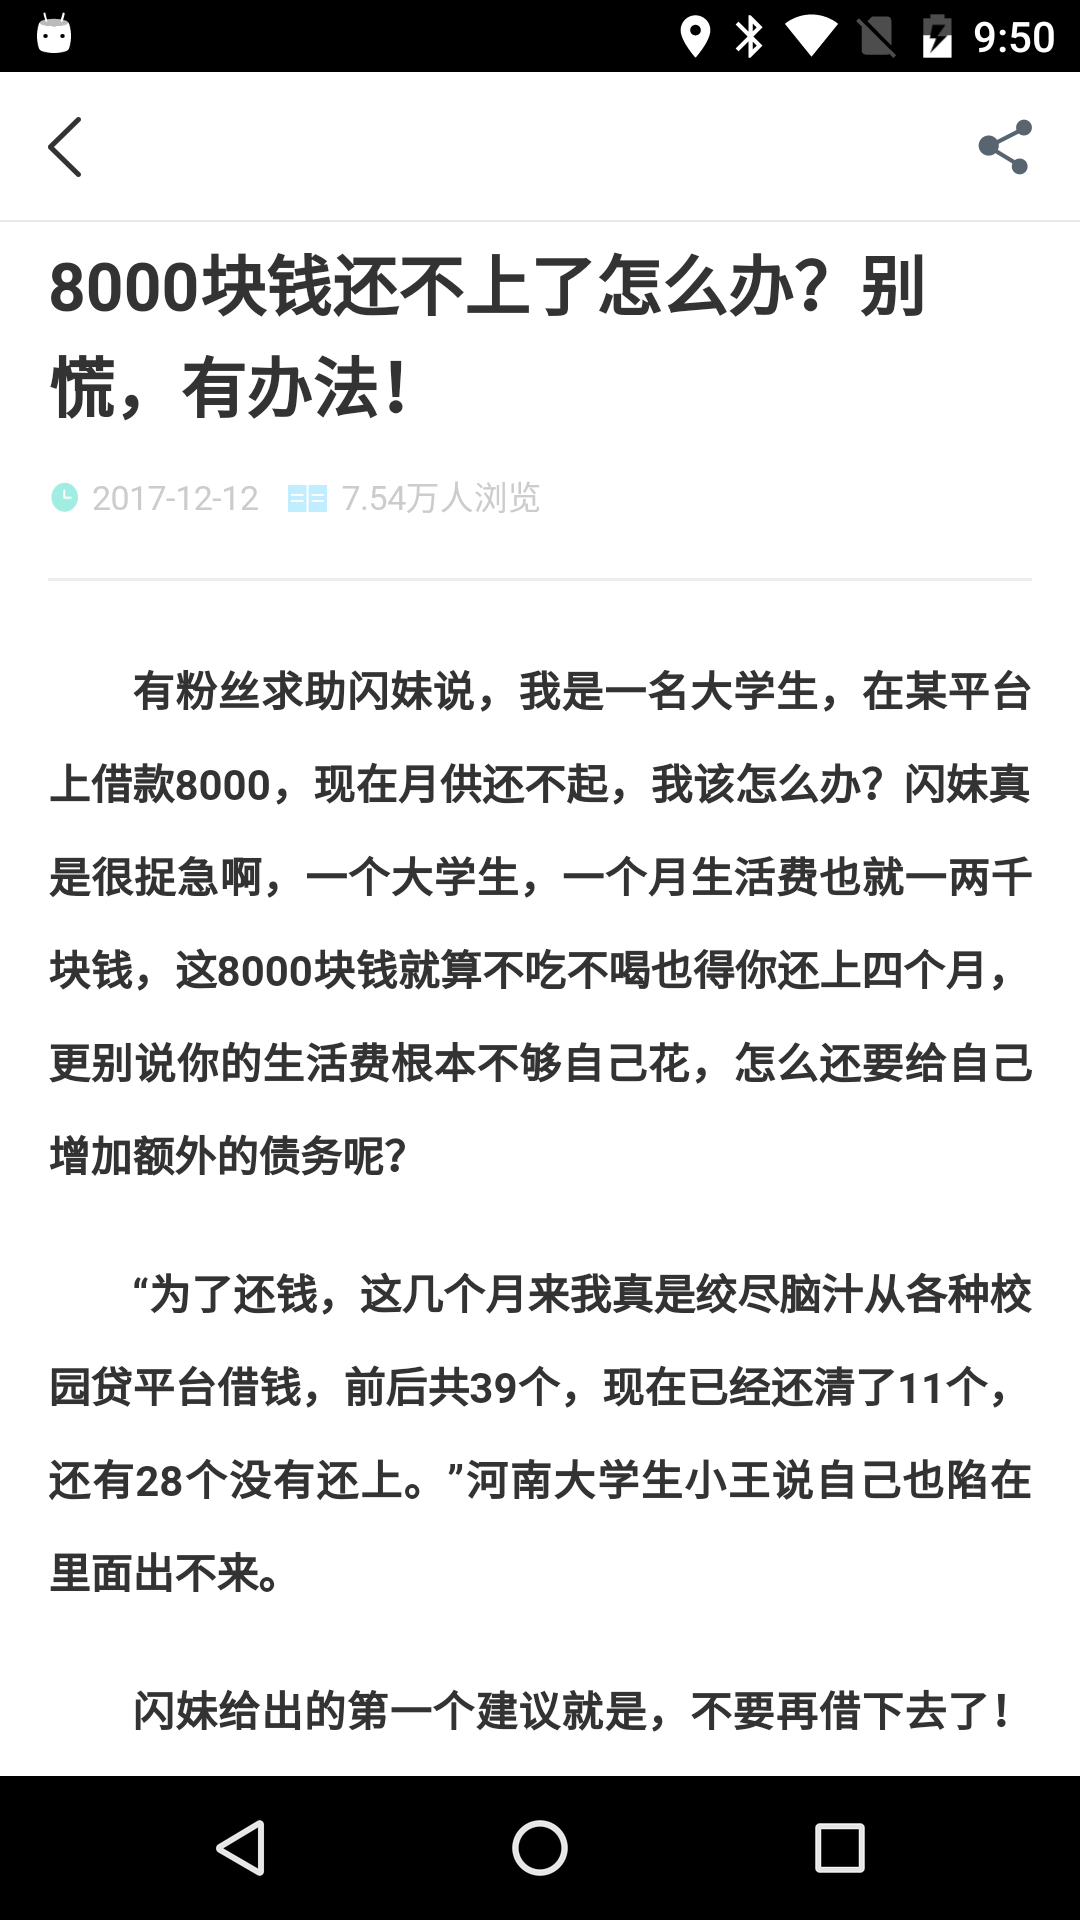 9:50
8000块钱还不上了怎么办？别
慌，有办法！
2017-12-12 7.54万人浏览
有粉丝求助闪妹说，我是一名大学生，在某平台
上借款8000，现在月供还不起，我该怎么办？闪妹真
是很捉急啊，一个大学生，一个月生活费也就一两千
块钱，这8000块钱就算不吃不喝也得你还上四个月，
更别说你的生活费根本不够自己花，怎么还要给自己
增加额外的债务呢？
“为了还钱，这几个月来我真是绞尽脑汁从各种校
园贷平台借钱，前后共39个，现在已经还清了11个，
还有28个没有还上。”河南大学生小王说自己也陷在
里面出不来。
闪妹给出的第一个建议就是，不要再借下去了！